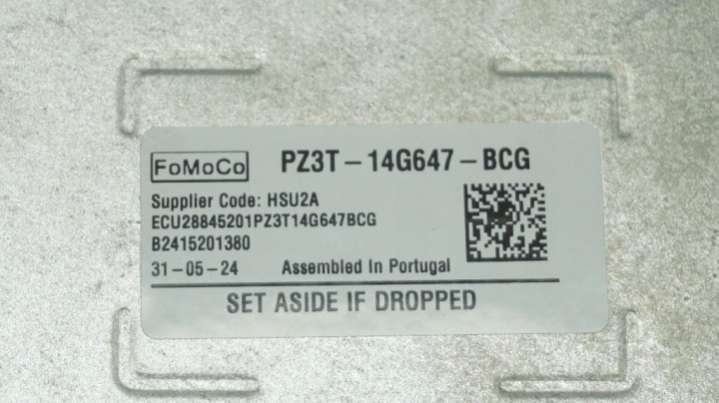 FoMoCo PZ3T-14G647-BCG
Supplier Code: HSU2A
ECU28845201PZ3T14G647BCG
B2415201380
31-05-24 Assembled In Portugal
SET ASIDE IF DROPPED